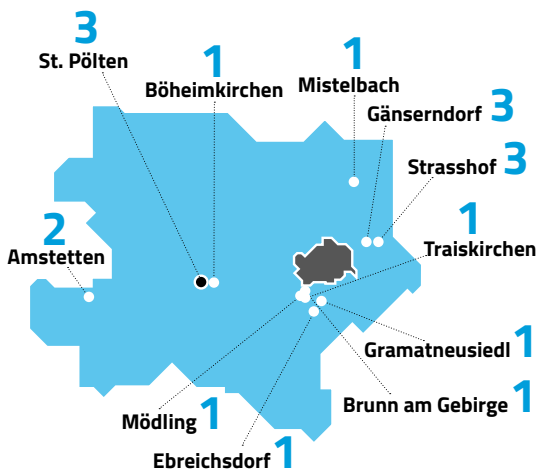 3
St. Pölten
1
Böheimkirchen
1
Mistelbach
Gänserndorf 3
Strasshof 3
1
Traiskirchen
2
Amstetten
Gramatneusiedl 1
Brunn am Gebirge 1
Mödling 1
Ebreichsdorf 1